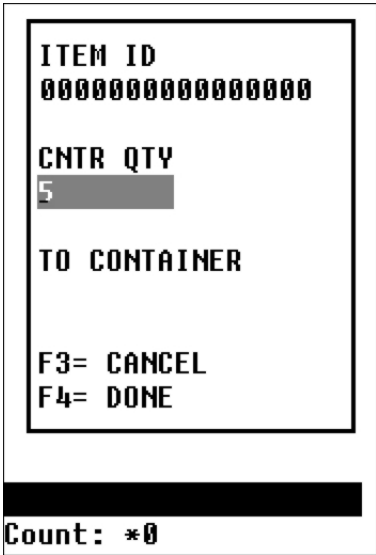 ITEM ID
0000000000000000
CNTR QTY
5
TO CONTAINER
F3= CANCEL
F4= DONE
Count: *0